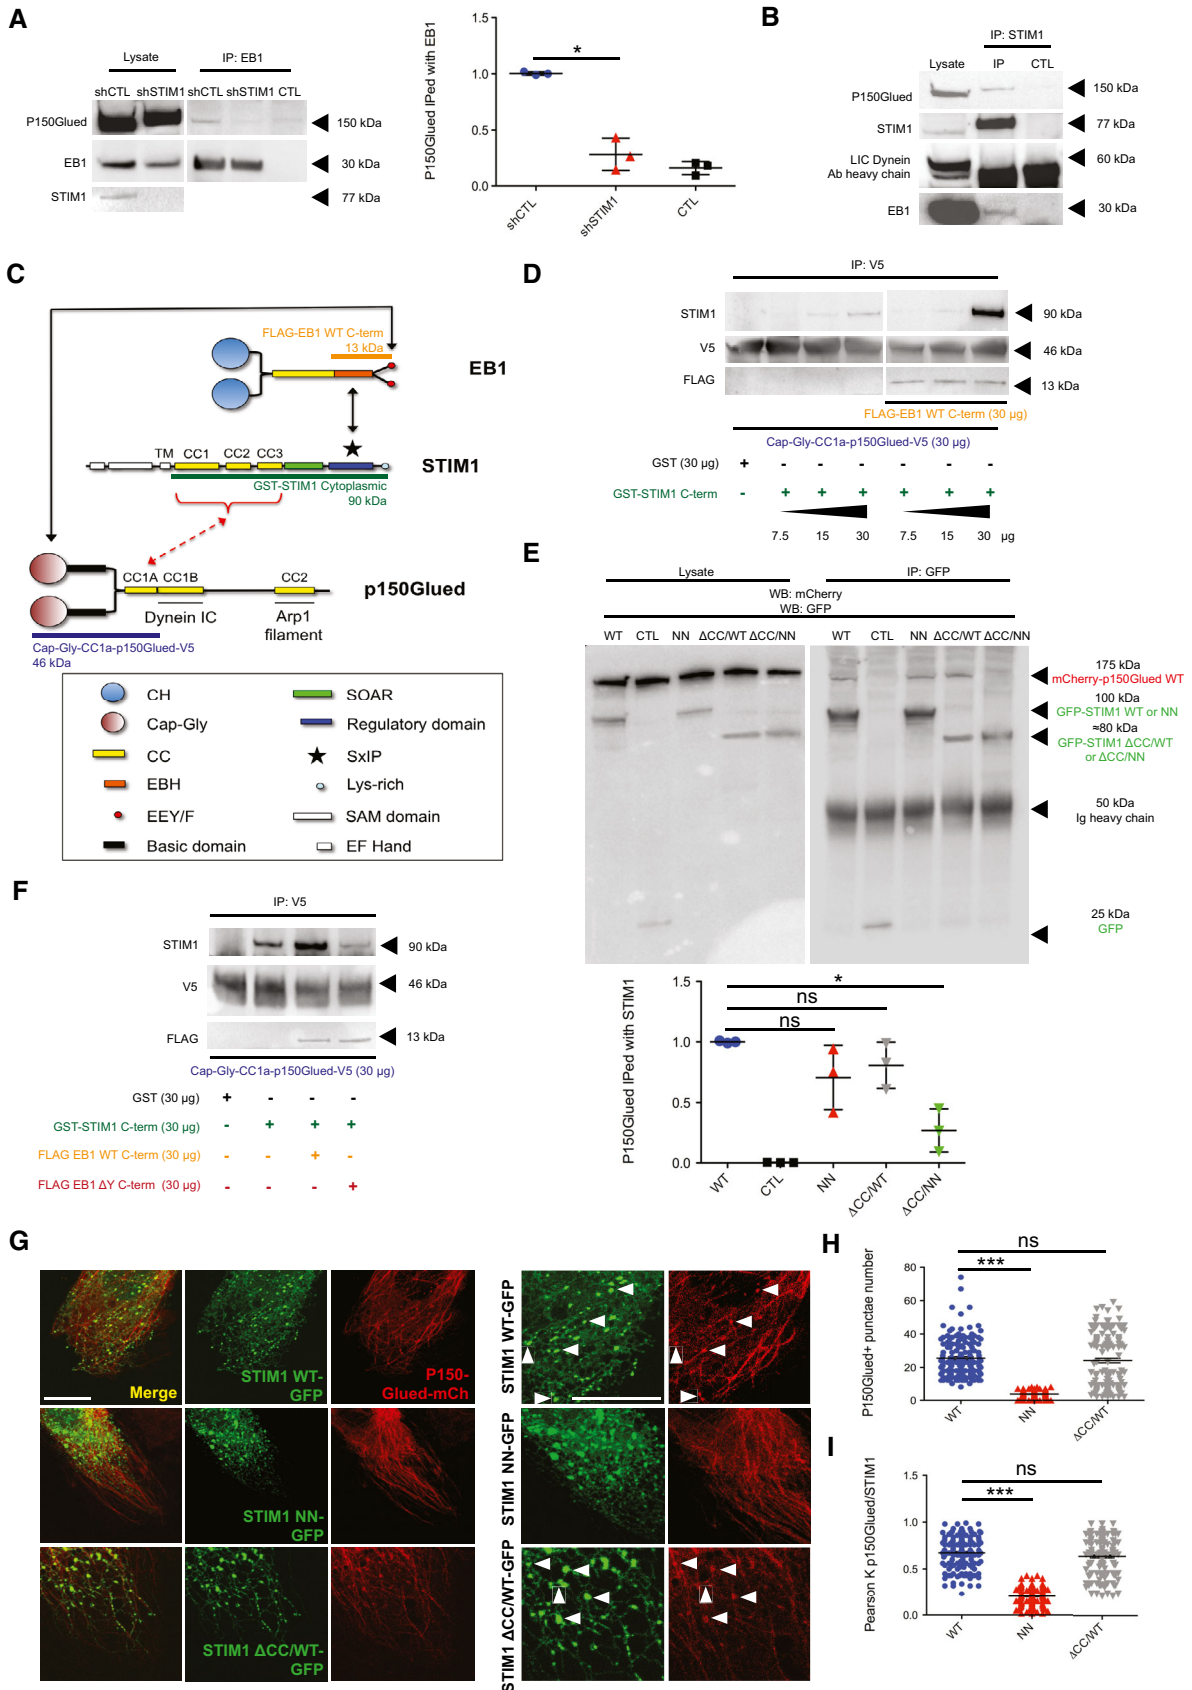 A
Lysate
IP: EB1
shCTL shSTIM1 shCTL shSTIM1 CTL
P150Glued
150 kDa
EB1
30 kDa
STIM1
77 kDa
P150Glued IPed with EB1
1.5
1.0
0.5
0.0
*
shCTL
shSTIM1
CTL
B
IP: STIM1
Lysate IP CTL
P150Glued
150 kDa
STIM1
77 kDa
LIC Dynein
Ab heavy chain
60 kDa
EB1
30 kDa
C
FLAG-EB1 WT C-term
13 kDa
EB1
TM CC1 CC2 CC3
STIM1
GST-STIM1 Cytoplasmic
90 kDa
CC1A CC1B CC2
p150Glued
Dynein IC
Arp1
filament
Cap-Gly-CC1a-p150Glued-V5
46 kDa
CH
SOAR
Cap-Gly
Regulatory domain
CC
SxIP
EBH
Lys-rich
EEY/F
SAM domain
Basic domain
EF Hand
D
IP: V5
STIM1
90 kDa
V5
46 kDa
FLAG
13 kDa
FLAG-EB1 WT C-term (30 µg)
Cap-Gly-CC1a-p150Glued-V5 (30 µg)
GST (30 µg) + - - - - - -
GST-STIM1 C-term - + + + + + +
7.5 15 30 7.5 15 30 µg
E
Lysate
IP: GFP
WB: mCherry
WB: GFP
WT CTL NN ΔCC/WT ΔCC/NN WT CTL NN ΔCC/WT ΔCC/NN
175 kDa
mCherry-p150Glued WT
100 kDa
GFP-STIM1 WT or NN
≈80 kDa
GFP-STIM1 ΔCC/WT
or ΔCC/NN
50 kDa
Ig heavy chain
25 kDa
GFP
P150Glued IPed with STIM1
1.5
1.0
0.5
0.0
*
ns
ns
WT
CTL
NN
ΔCC/WT
ΔCC/NN
F
IP: V5
STIM1
90 kDa
V5
46 kDa
FLAG
13 kDa
Cap-Gly-CC1a-p150Glued-V5 (30 µg)
GST (30 µg) + - - -
GST-STIM1 C-term (30 µg) - + + +
FLAG EB1 WT C-term (30 µg) - - + -
FLAG EB1 ΔY C-term (30 µg) - - - +
G
Merge
STIM1 WT-
GFP
P150-
Glued-mCh
STIM1 NN-
GFP
STIM1 ΔCC/WT-
GFP
STIM1 WT-GFP
STIM1 NN-GFP
STIM1 ΔCC/WT-GFP
H
P150Glued+ punctae number
80
60
40
20
0
ns
***
WT
NN
ΔCC/WT
I
Pearson K p150Glued/STIM1
1.5
1.0
0.5
0.0
ns
***
WT
NN
ΔCC/WT